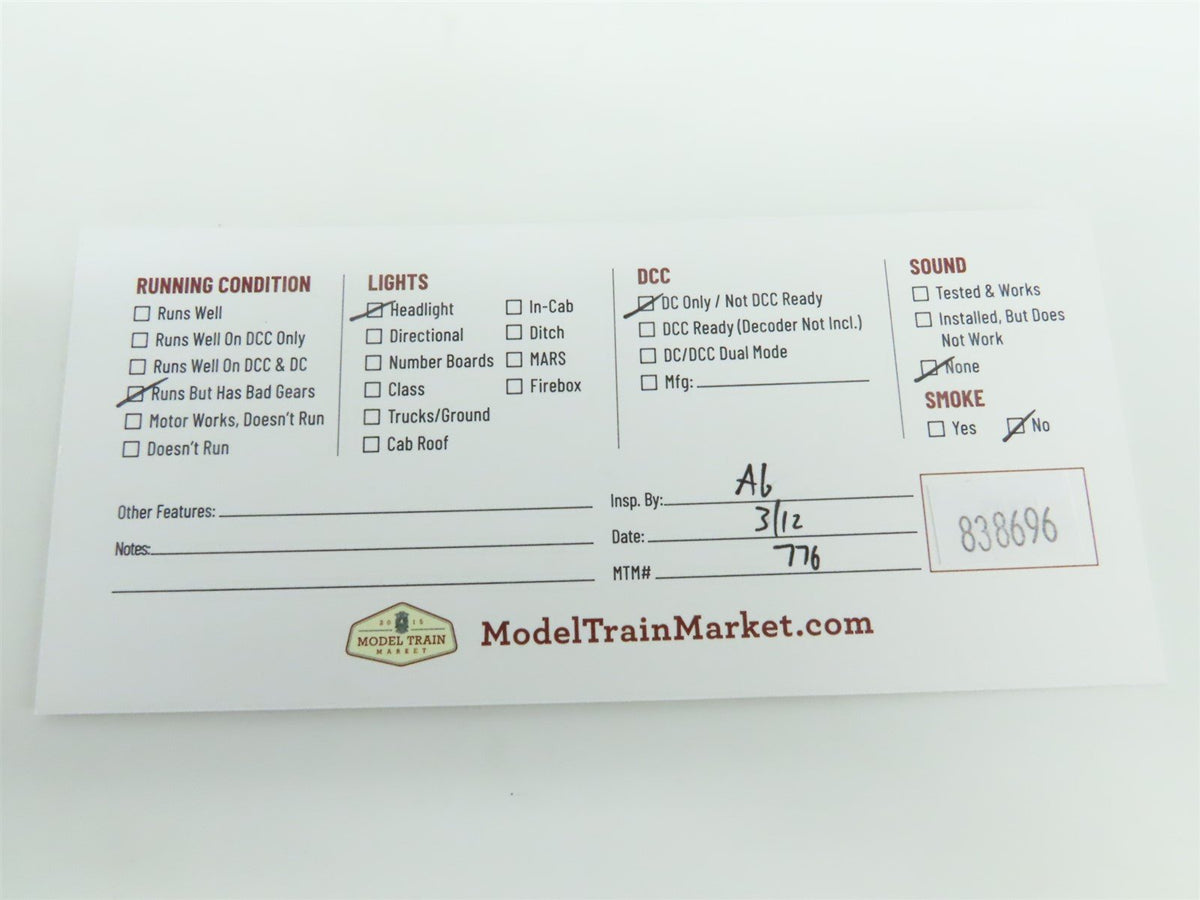 RUNNING CONDITION
Runs Well
Runs Well On DCC Only
Runs Well On DCC & DC
Runs But Has Bad Gears
Motor Works, Doesn't Run
Doesn't Run
LIGHTS
Headlight
Directional
Number Boards
Class
Trucks/Ground
Cab Roof
In-Cab
Ditch
MARS
Firebox
DCC
DC Only / Not DCC Ready
DCC Ready (Decoder Not Incl.)
DC/DCC Dual Mode
Mfg:
SOUND
Tested & Works
Installed, But Does
Not Work
None
SMOKE
Yes No
Other Features:
Notes:
Insp. By: AG
Date: 3/12
MTM# 776
838696
2015
MODEL TRAIN
MARKET
ModelTrainMarket.com